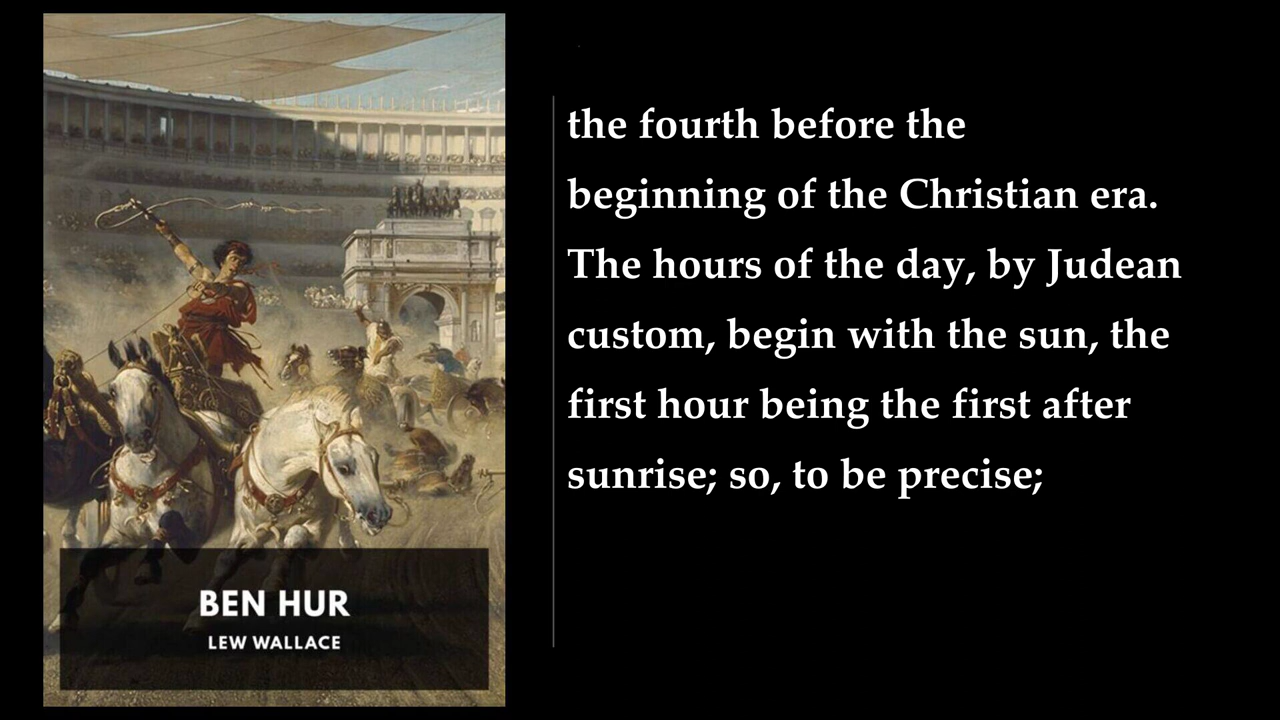 the fourth before the
beginning of the Christian era.
The hours of the day, by Judean
custom, begin with the sun, the
first hour being the first after
sunrise; so, to be precise;
BEN HUR
LEW WALLACE